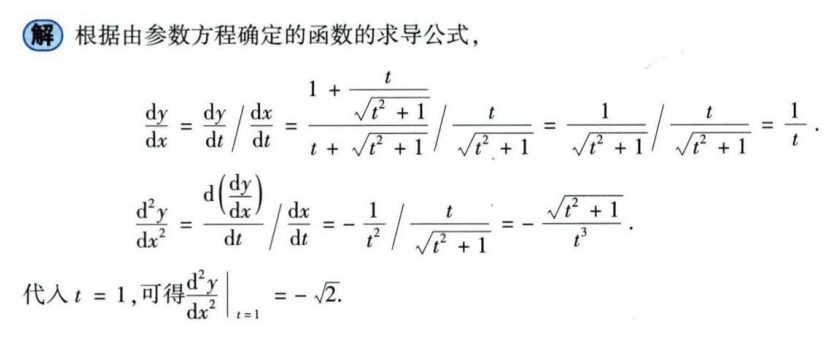 解 根据由参数方程确定的函数的求导公式，
dy/dx = dy/dt / dx/dt = (1 + t/√(t² + 1))/(t + √(t² + 1)) / t/√(t² + 1) = 1/√(t² + 1) / t/√(t² + 1) = 1/t .
d²y/dx² = d(dy/dx)/dt / dx/dt = - 1/t² / t/√(t² + 1) = - √(t² + 1)/t³ .
代入 t = 1,可得 d²y/dx² |ₜ₌₁ = - √2.